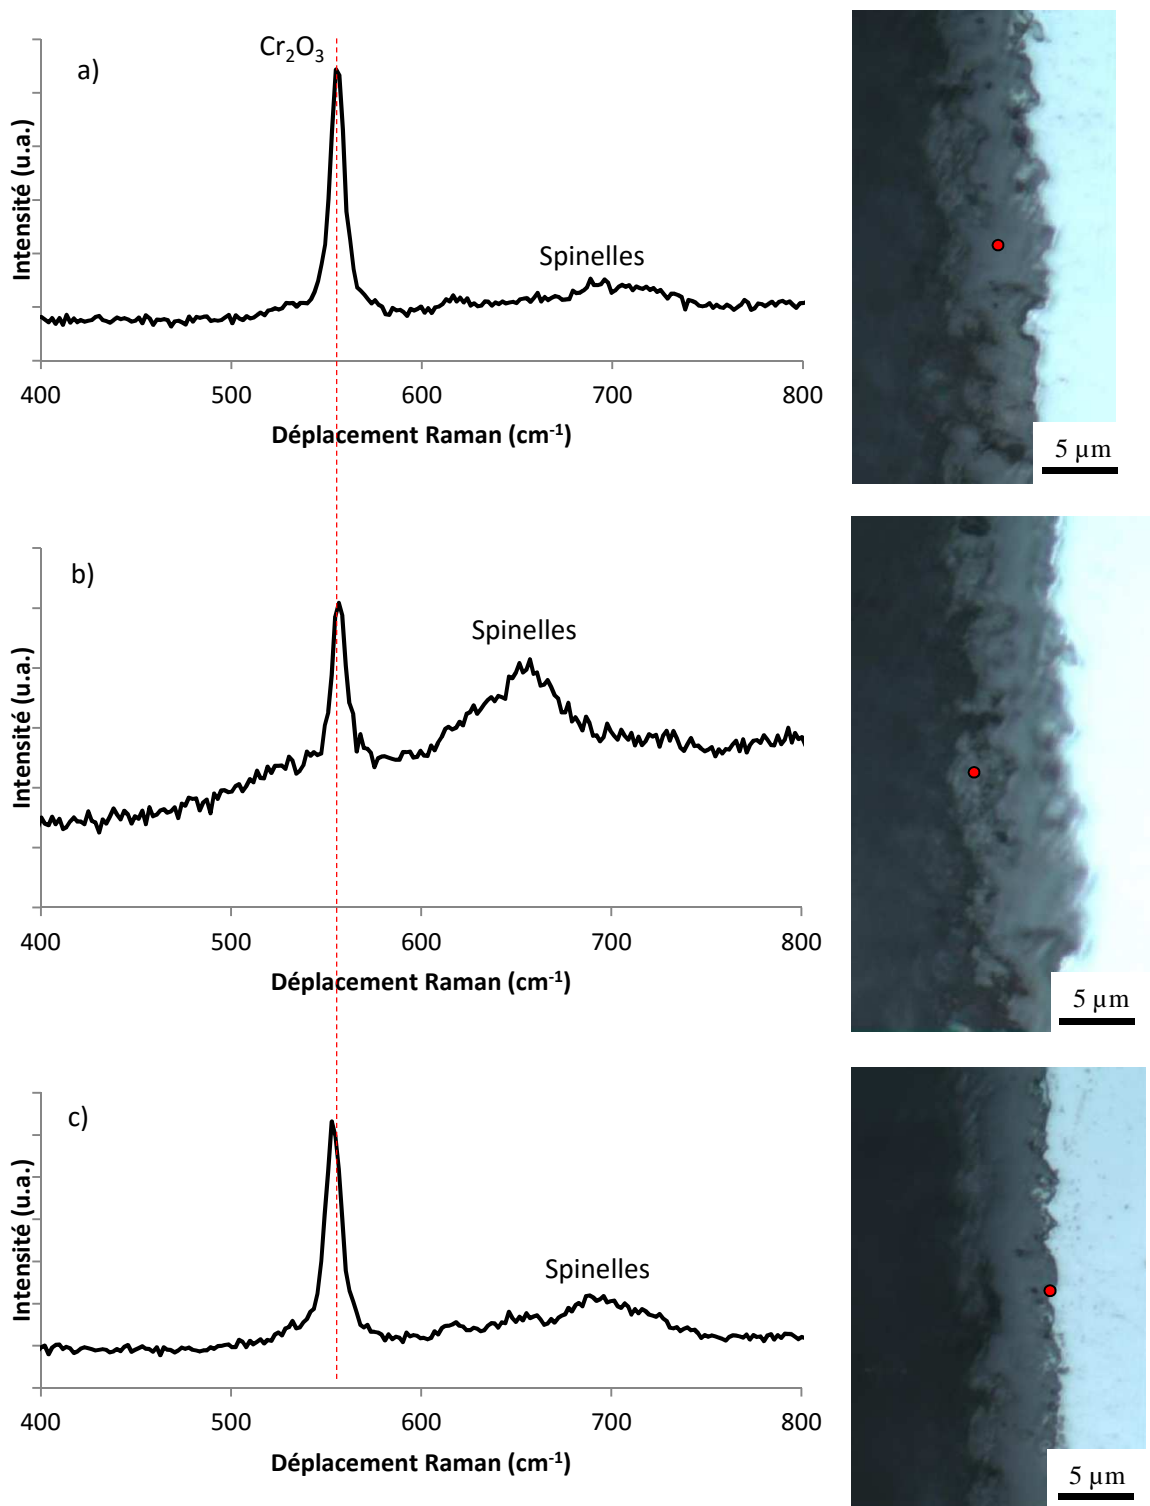 a)
Cr₂O₃
Spinelles
Intensité (u.a.)
400 500 600 700 800
Déplacement Raman (cm⁻¹)
5 µm
b)
Spinelles
Intensité (u.a.)
400 500 600 700 800
Déplacement Raman (cm⁻¹)
5 µm
c)
Spinelles
Intensité (u.a.)
400 500 600 700 800
Déplacement Raman (cm⁻¹)
5 µm